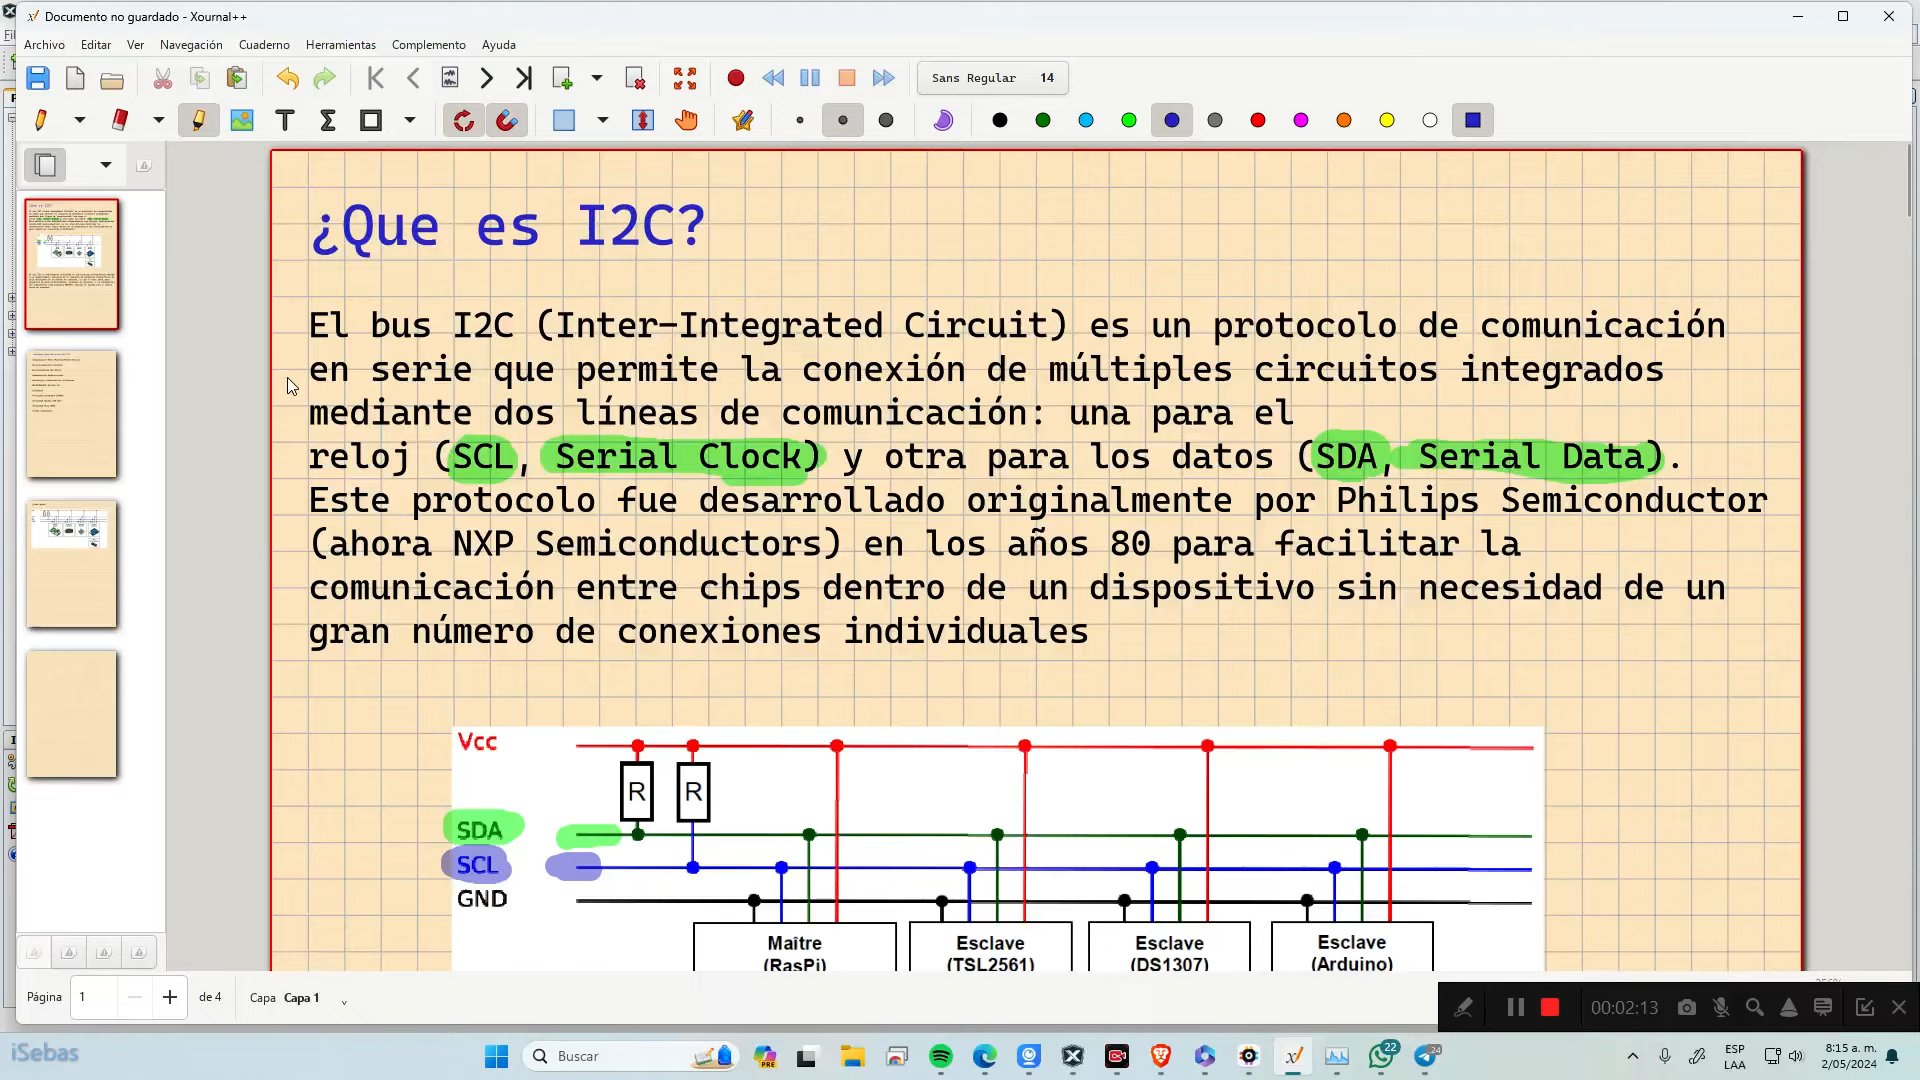 Documento no guardado - Xournal++
Archivo Editar Ver Navegación Cuaderno Herramientas Complemento Ayuda
Sans Regular 14
¿Que es I2C?
El bus I2C (Inter-Integrated Circuit) es un protocolo de comunicación
en serie que permite la conexión de múltiples circuitos integrados
mediante dos líneas de comunicación: una para el
reloj (SCL, Serial Clock) y otra para los datos (SDA, Serial Data).
Este protocolo fue desarrollado originalmente por Philips Semiconductor
(ahora NXP Semiconductors) en los años 80 para facilitar la
comunicación entre chips dentro de un dispositivo sin necesidad de un
gran número de conexiones individuales
Vcc
R R
SDA
SCL
GND
Maître Esclave Esclave Esclave
(RasPi) (TSL2561) (DS1307) (Arduino)
Página 1 de 4 Capa Capa 1
00:02:13
iSebas
Buscar
PRE
22
24
ESP
LAA
8:15 a. m.
2/05/2024